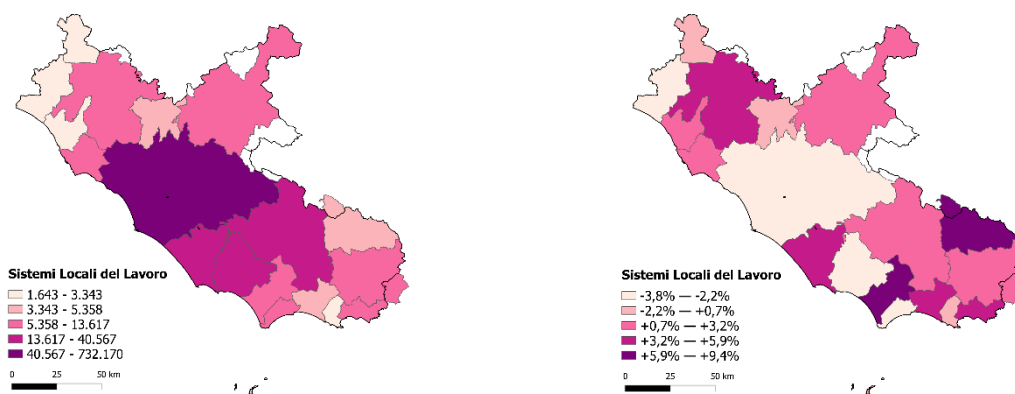 Sistemi Locali del Lavoro
1.643 - 3.343
3.343 - 5.358
5.358 - 13.617
13.617 - 40.567
40.567 - 732.170
0 25 50 km
Sistemi Locali del Lavoro
-3,8% — -2,2%
-2,2% — +0,7%
+0,7% — +3,2%
+3,2% — +5,9%
+5,9% — +9,4%
0 25 50 km